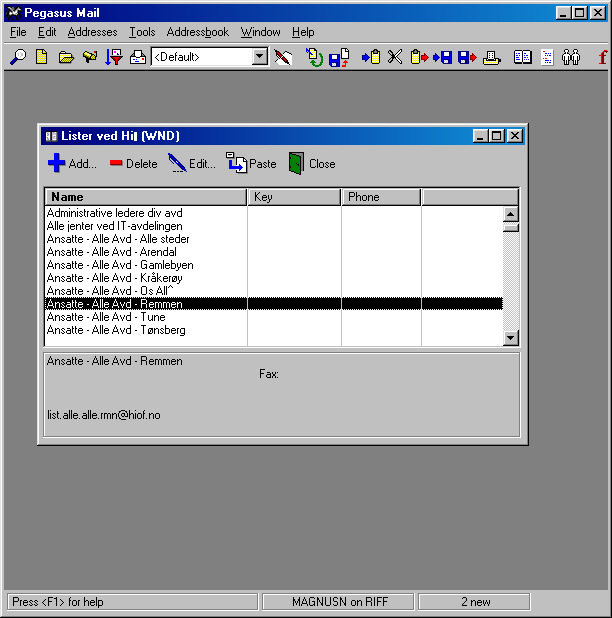 Pegasus Mail
File Edit Addresses Tools Addressbook Window Help
<Default>
Lister ved Hil (WND)
Add... Delete Edit... Paste Close
Name Key Phone
Administrative ledere div avd
Alle jenter ved IT-avdelingen
Ansatte - Alle Avd - Alle steder
Ansatte - Alle Avd - Arendal
Ansatte - Alle Avd - Gamlebyen
Ansatte - Alle Avd - Kråkerøy
Ansatte - Alle Avd - Os All^
Ansatte - Alle Avd - Remmen
Ansatte - Alle Avd - Tune
Ansatte - Alle Avd - Tønsberg
Ansatte - Alle Avd - Remmen
Fax:
list.alle.alle.rmn@hiof.no
Press <F1> for help MAGNUSN on RIFF 2 new